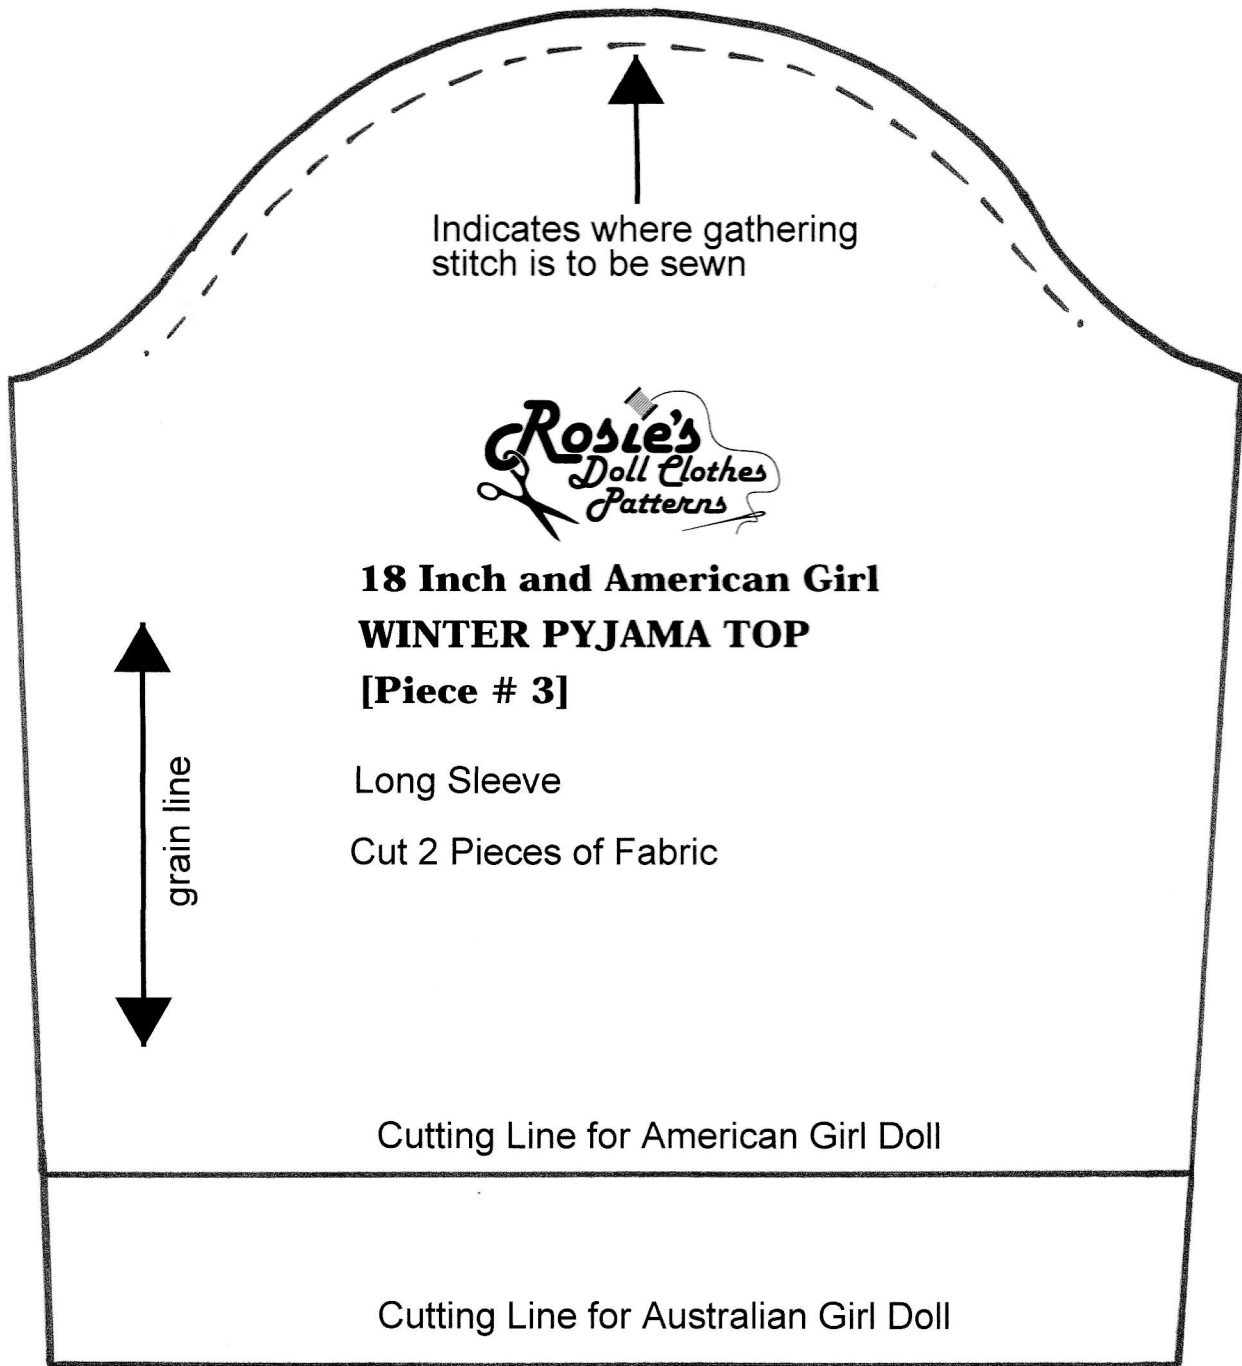 Indicates where gathering
stitch is to be sewn
Rosie's
Doll Clothes
Patterns
18 Inch and American Girl
WINTER PYJAMA TOP
[Piece # 3]
grain line
Long Sleeve
Cut 2 Pieces of Fabric
Cutting Line for American Girl Doll
Cutting Line for Australian Girl Doll